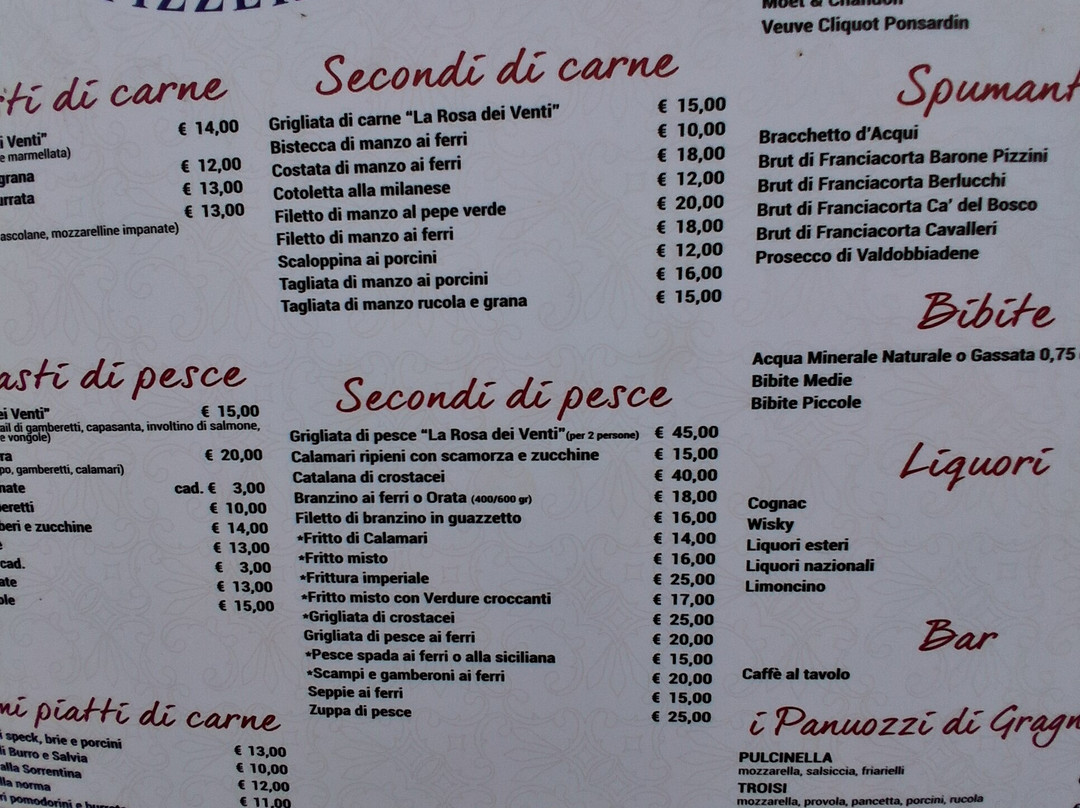 di carne
€ 14,00
Venti"
e marmellata)
€ 12,00
grana
€ 13,00
€ 13,00
ascolane, mozzarelline impanate)
di pesce
Venti"
€ 15,00
di gamberetti, capasanta, involtino di salmone,
e vongole)
€ 20,00
gamberetti, calamari)
cad. € 3,00
€ 10,00
e zucchine
€ 14,00
€ 13,00
cad.
€ 3,00
€ 13,00
€ 15,00
piatti di carne
speck, brie e porcini
€ 13,00
Burro e Salvia
€ 10,00
alla Sorrentina
€ 12,00
norma
€ 11,00
pomodorini e
Secondi di carne
Grigliata di carne "La Rosa dei Venti" € 15,00
Bistecca di manzo ai ferri € 10,00
Costata di manzo ai ferri € 18,00
Cotoletta alla milanese € 12,00
Filetto di manzo al pepe verde € 20,00
Filetto di manzo ai ferri € 18,00
Scaloppina ai porcini € 12,00
Tagliata di manzo ai porcini € 16,00
Tagliata di manzo rucola e grana € 15,00
Secondi di pesce
Grigliata di pesce "La Rosa dei Venti" (per 2 persone) € 45,00
Calamari ripieni con scamorza e zucchine € 15,00
Catalana di crostacei € 40,00
Branzino ai ferri o Orata (400/600 gr) € 18,00
Filetto di branzino in guazzetto € 16,00
*Fritto di Calamari € 14,00
*Fritto misto € 16,00
*Frittura imperiale € 25,00
*Fritto misto con Verdure croccanti € 17,00
*Grigliata di crostacei € 25,00
Grigliata di pesce ai ferri € 20,00
*Pesce spada ai ferri o alla siciliana € 15,00
*Scampi e gamberoni ai ferri € 20,00
Seppie ai ferri € 15,00
Zuppa di pesce € 25,00
Moët & Chandon
Veuve Cliquot Ponsardin
Spumant
Bracchetto d'Acqui
Brut di Franciacorta Barone Pizzini
Brut di Franciacorta Berlucchi
Brut di Franciacorta Ca' del Bosco
Brut di Franciacorta Cavalleri
Prosecco di Valdobbiadene
Bibite
Acqua Minerale Naturale o Gassata 0,75
Bibite Medie
Bibite Piccole
Liquori
Cognac
Wisky
Liquori esteri
Liquori nazionali
Limoncino
Bar
Caffè al tavolo
i Panuozzi di Gragn
PULCINELLA
mozzarella, salsiccia, friarielli
TROISI
mozzarella, provola, pancetta, porcini, rucola